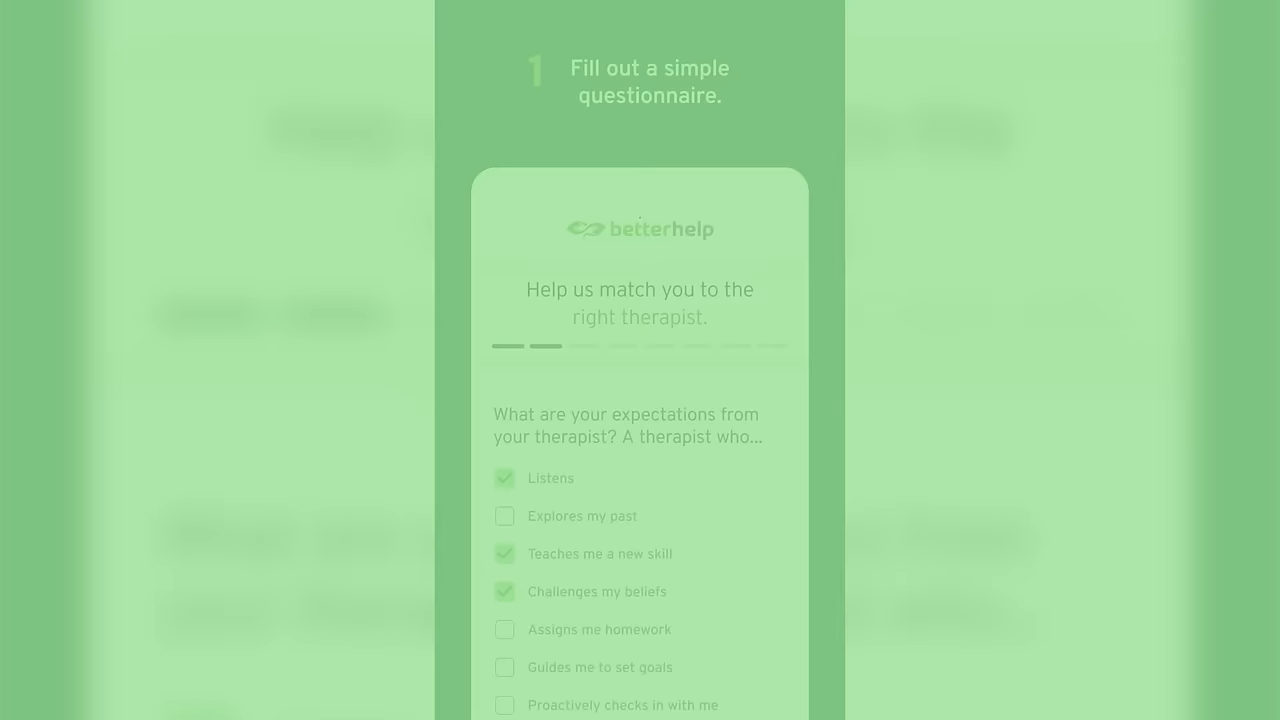 1 Fill out a simple
questionnaire.
betterhelp
Help us match you to the
right therapist.
What are your expectations from
your therapist? A therapist who...
Listens
Explores my past
Teaches me a new skill
Challenges my beliefs
Assigns me homework
Guides me to set goals
Proactively checks in with me